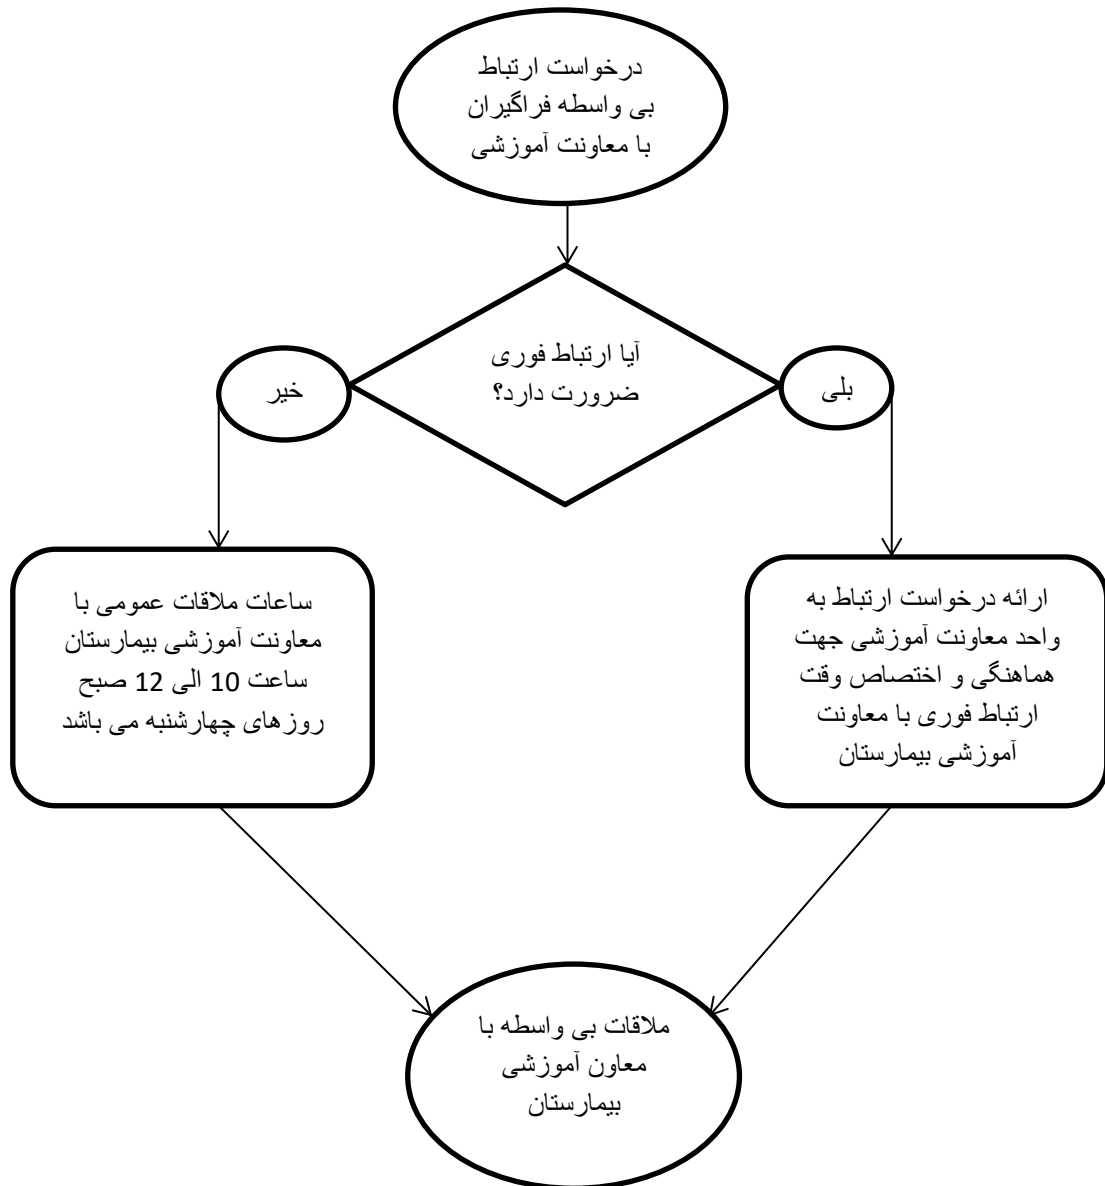 درخواست ارتباط
بی واسطه فراگیران
با معاونت آموزشی
آیا ارتباط فوری
ضرورت دارد؟
بلی
خیر
ارائه درخواست ارتباط به
واحد معاونت آموزشی جهت
هماهنگی و اختصاص وقت
ارتباط فوری با معاونت
آموزشی بیمارستان
ساعات ملاقات عمومی با
معاونت آموزشی بیمارستان
ساعت 10 الی 12 صبح
روزهای چهارشنبه می باشد
ملاقات بی واسطه با
معاون آموزشی
بیمارستان